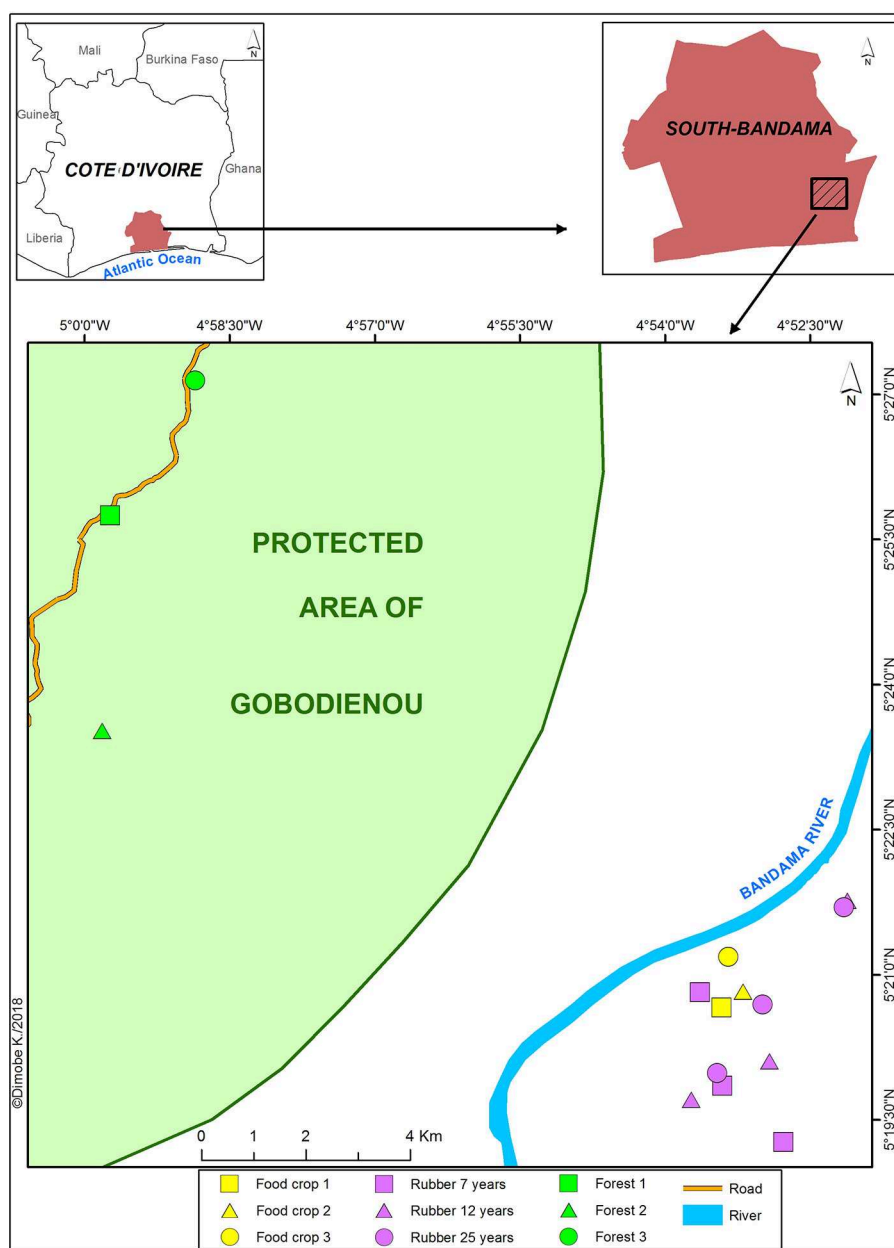 Mali
Burkina Faso
Guinea
COTE D'IVOIRE
Ghana
Liberia
Atlantic Ocean
N
SOUTH-BANDAMA
N
5°0'0"W
4°58'30"W
4°57'0"W
4°55'30"W
4°54'0"W
4°52'30"W
N
5°27'0"N
5°25'30"N
5°24'0"N
5°22'30"N
5°21'0"N
5°19'30"N
PROTECTED
AREA OF
GOBODIENOU
BANDAMA RIVER
©Dimobe K./2018
0 1 2 4 Km
Food crop 1
Food crop 2
Food crop 3
Rubber 7 years
Rubber 12 years
Rubber 25 years
Forest 1
Forest 2
Forest 3
Road
River